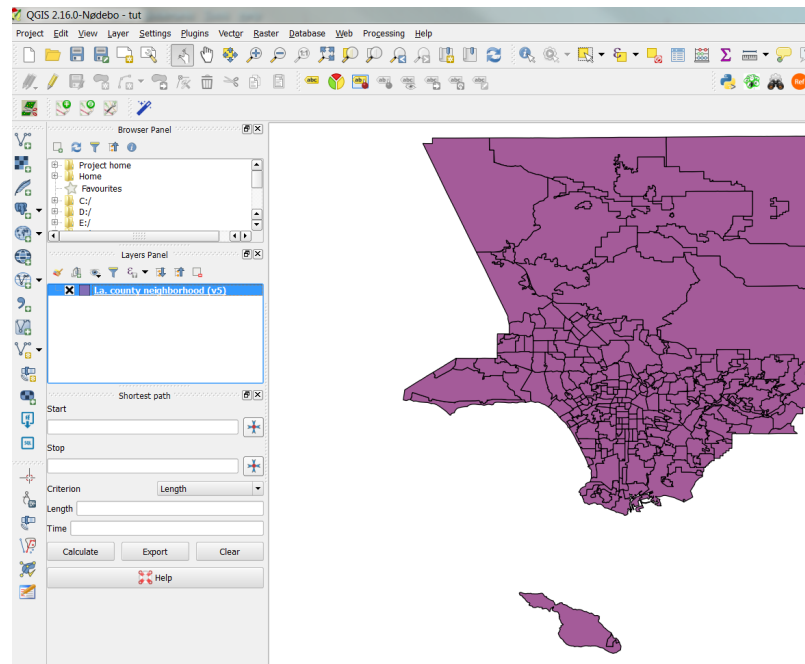 QGIS 2.16.0-Nødebo - tut
Project Edit View Layer Settings Plugins Vector Raster Database Web Processing Help
abc abc
Browser Panel
Project home
Home
Favourites
C:/
D:/
E:/
Layers Panel
l.a. county neighborhood (v5)
Shortest path
Start
Stop
Criterion Length
Length
Time
Calculate Export Clear
Help